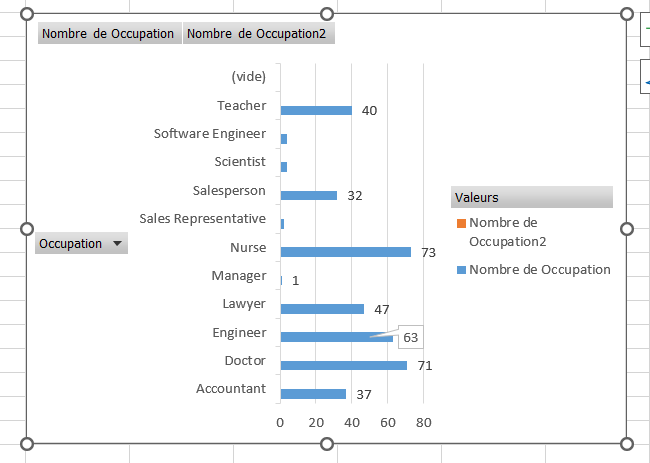 Nombre de Occupation Nombre de Occupation2
(vide)
Teacher 40
Software Engineer
Scientist
Salesperson 32
Sales Representative
Nurse 73
Manager 1
Lawyer 47
Engineer 63
Doctor 71
Accountant 37
0 20 40 60 80
Occupation
Valeurs
Nombre de
Occupation2
Nombre de Occupation